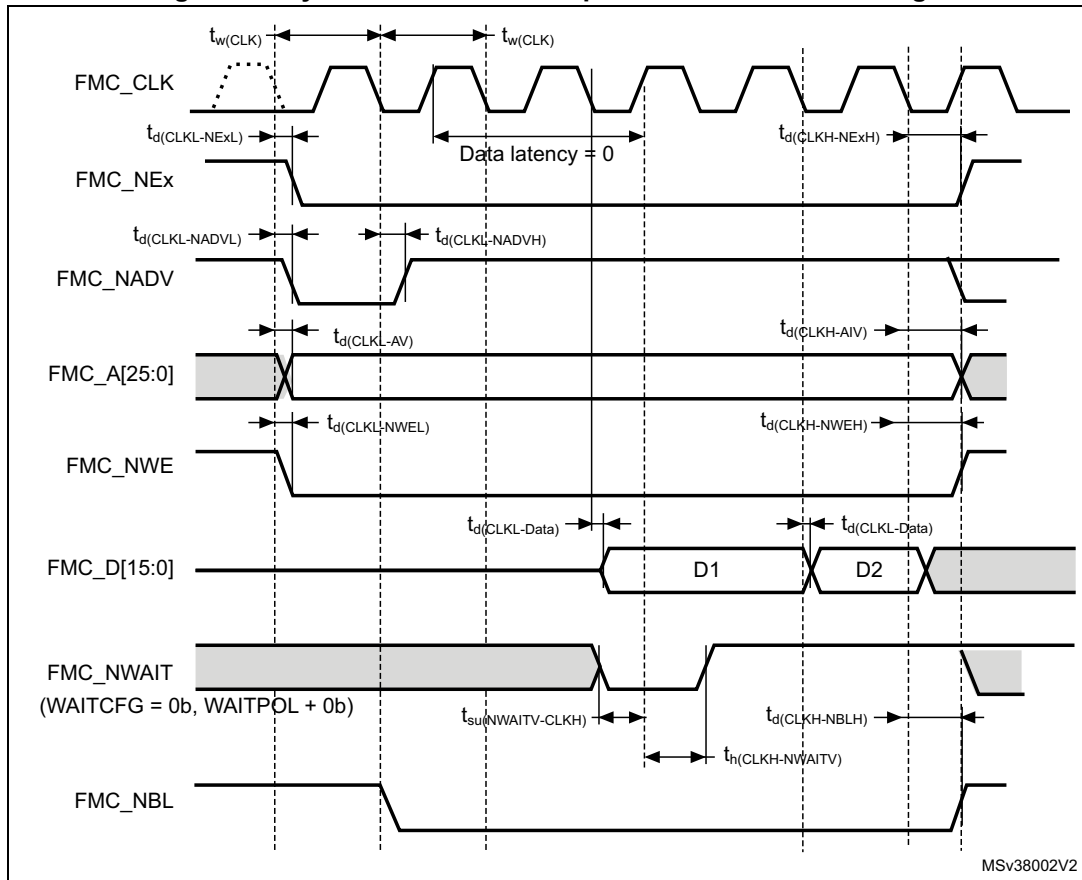 tw(CLK) tw(CLK)
FMC_CLK
td(CLKL-NExL) Data latency = 0 td(CLKH-NExH)
FMC_NEx
td(CLKL-NADVL) td(CLKL-NADVH)
FMC_NADV
td(CLKL-AV) td(CLKH-AIV)
FMC_A[25:0]
td(CLKL-NWEL) td(CLKH-NWEH)
FMC_NWE
td(CLKL-Data) td(CLKL-Data)
FMC_D[15:0] D1 D2
FMC_NWAIT
(WAITCFG = 0b, WAITPOL + 0b)
tsu(NWAITV-CLKH) td(CLKH-NBLH)
th(CLKH-NWAITV)
FMC_NBL
MSv38002V2